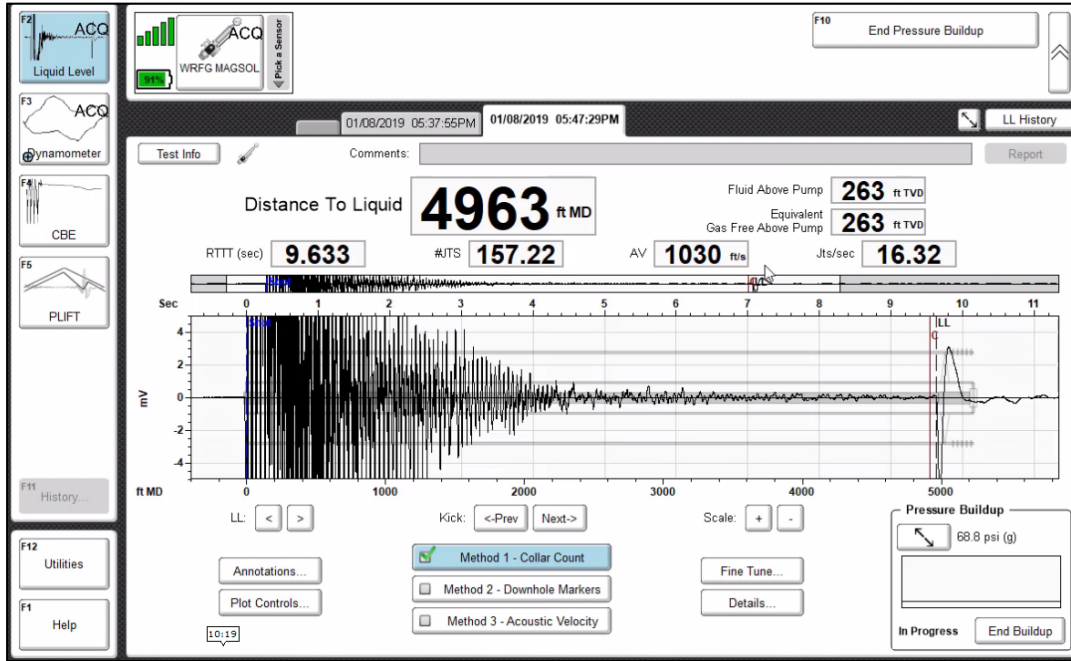 F2
ACQ
Liquid Level
F3
ACQ
Dynamometer
F4
CBE
F5
PLIFT
F11
History...
F12
Utilities
F1
Help
91%
ACQ
WRFG MAGSOL
Pick a Sensor
F10
End Pressure Buildup
01/08/2019 05:37:55PM
01/08/2019 05:47:29PM
LL History
Test Info
Comments:
Report
Distance To Liquid 4963 ft MD
Fluid Above Pump 263 ft TVD
Equivalent
Gas Free Above Pump 263 ft TVD
RTTT (sec) 9.633 #JTS 157.22 AV 1030 ft/s Jts/sec 16.32
Shot
Sec 0 1 2 3 4 5 6 7 8 9 10 11
Shot
LL
C
mV
4
2
0
-2
-4
ft MD 0 1000 2000 3000 4000 5000
LL: < > Kick: <-Prev Next-> Scale: + -
Pressure Buildup
68.8 psi (g)
Annotations...
Plot Controls...
Method 1 - Collar Count
Method 2 - Downhole Markers
Method 3 - Acoustic Velocity
Fine Tune...
Details...
In Progress End Buildup
10:19